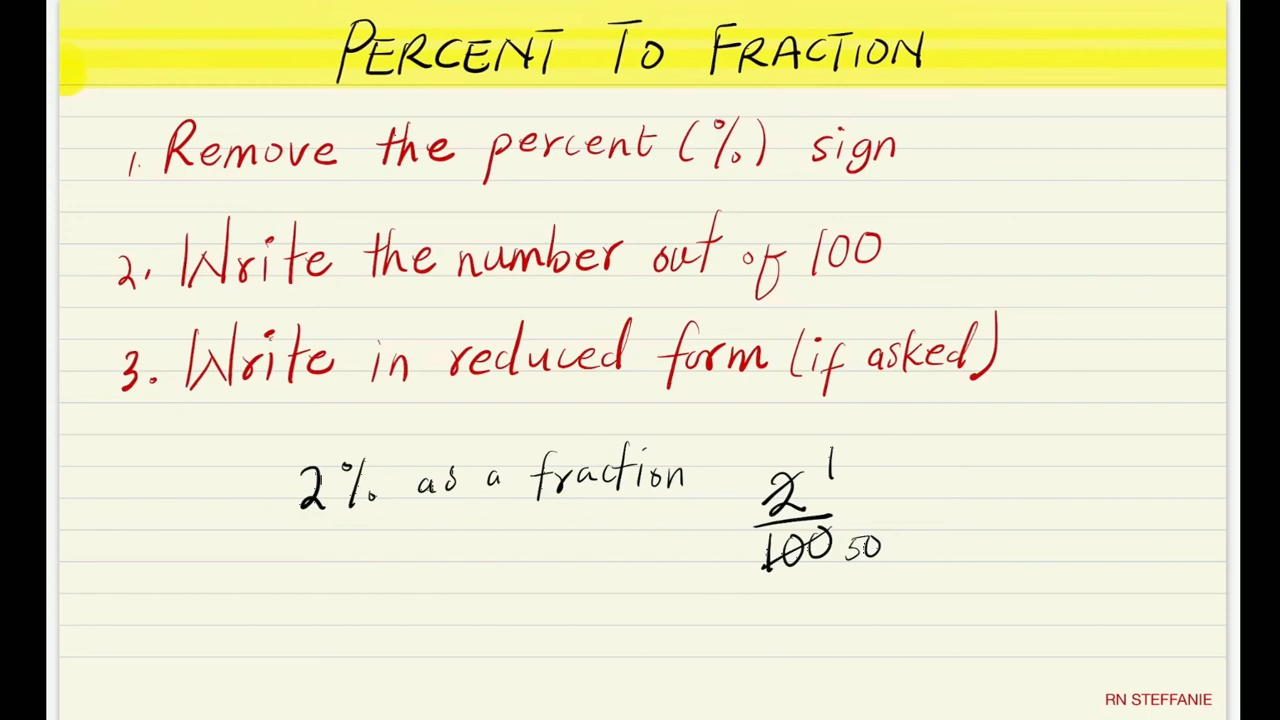 PERCENT TO FRACTION
1. Remove the percent (%) sign
2. Write the number out of 100
3. Write in reduced form (if asked)
2% as a fraction 2 1
100 50
RN STEFFANIE